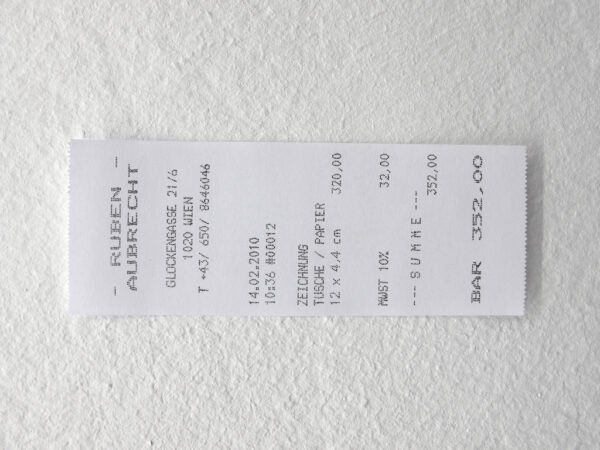 - RUBEN -
AUBRECHT
GLOCKENGASSE 21/6
1020 WIEN
T +43/ 650/ 8646046
14.02.2010
10:36 #00012
ZEICHNUNG
TUSCHE / PAPIER
12 x 4,4 cm 320,00
MWST 10% 32,00
--- S U M M E ---
352,00
BAR 352,00